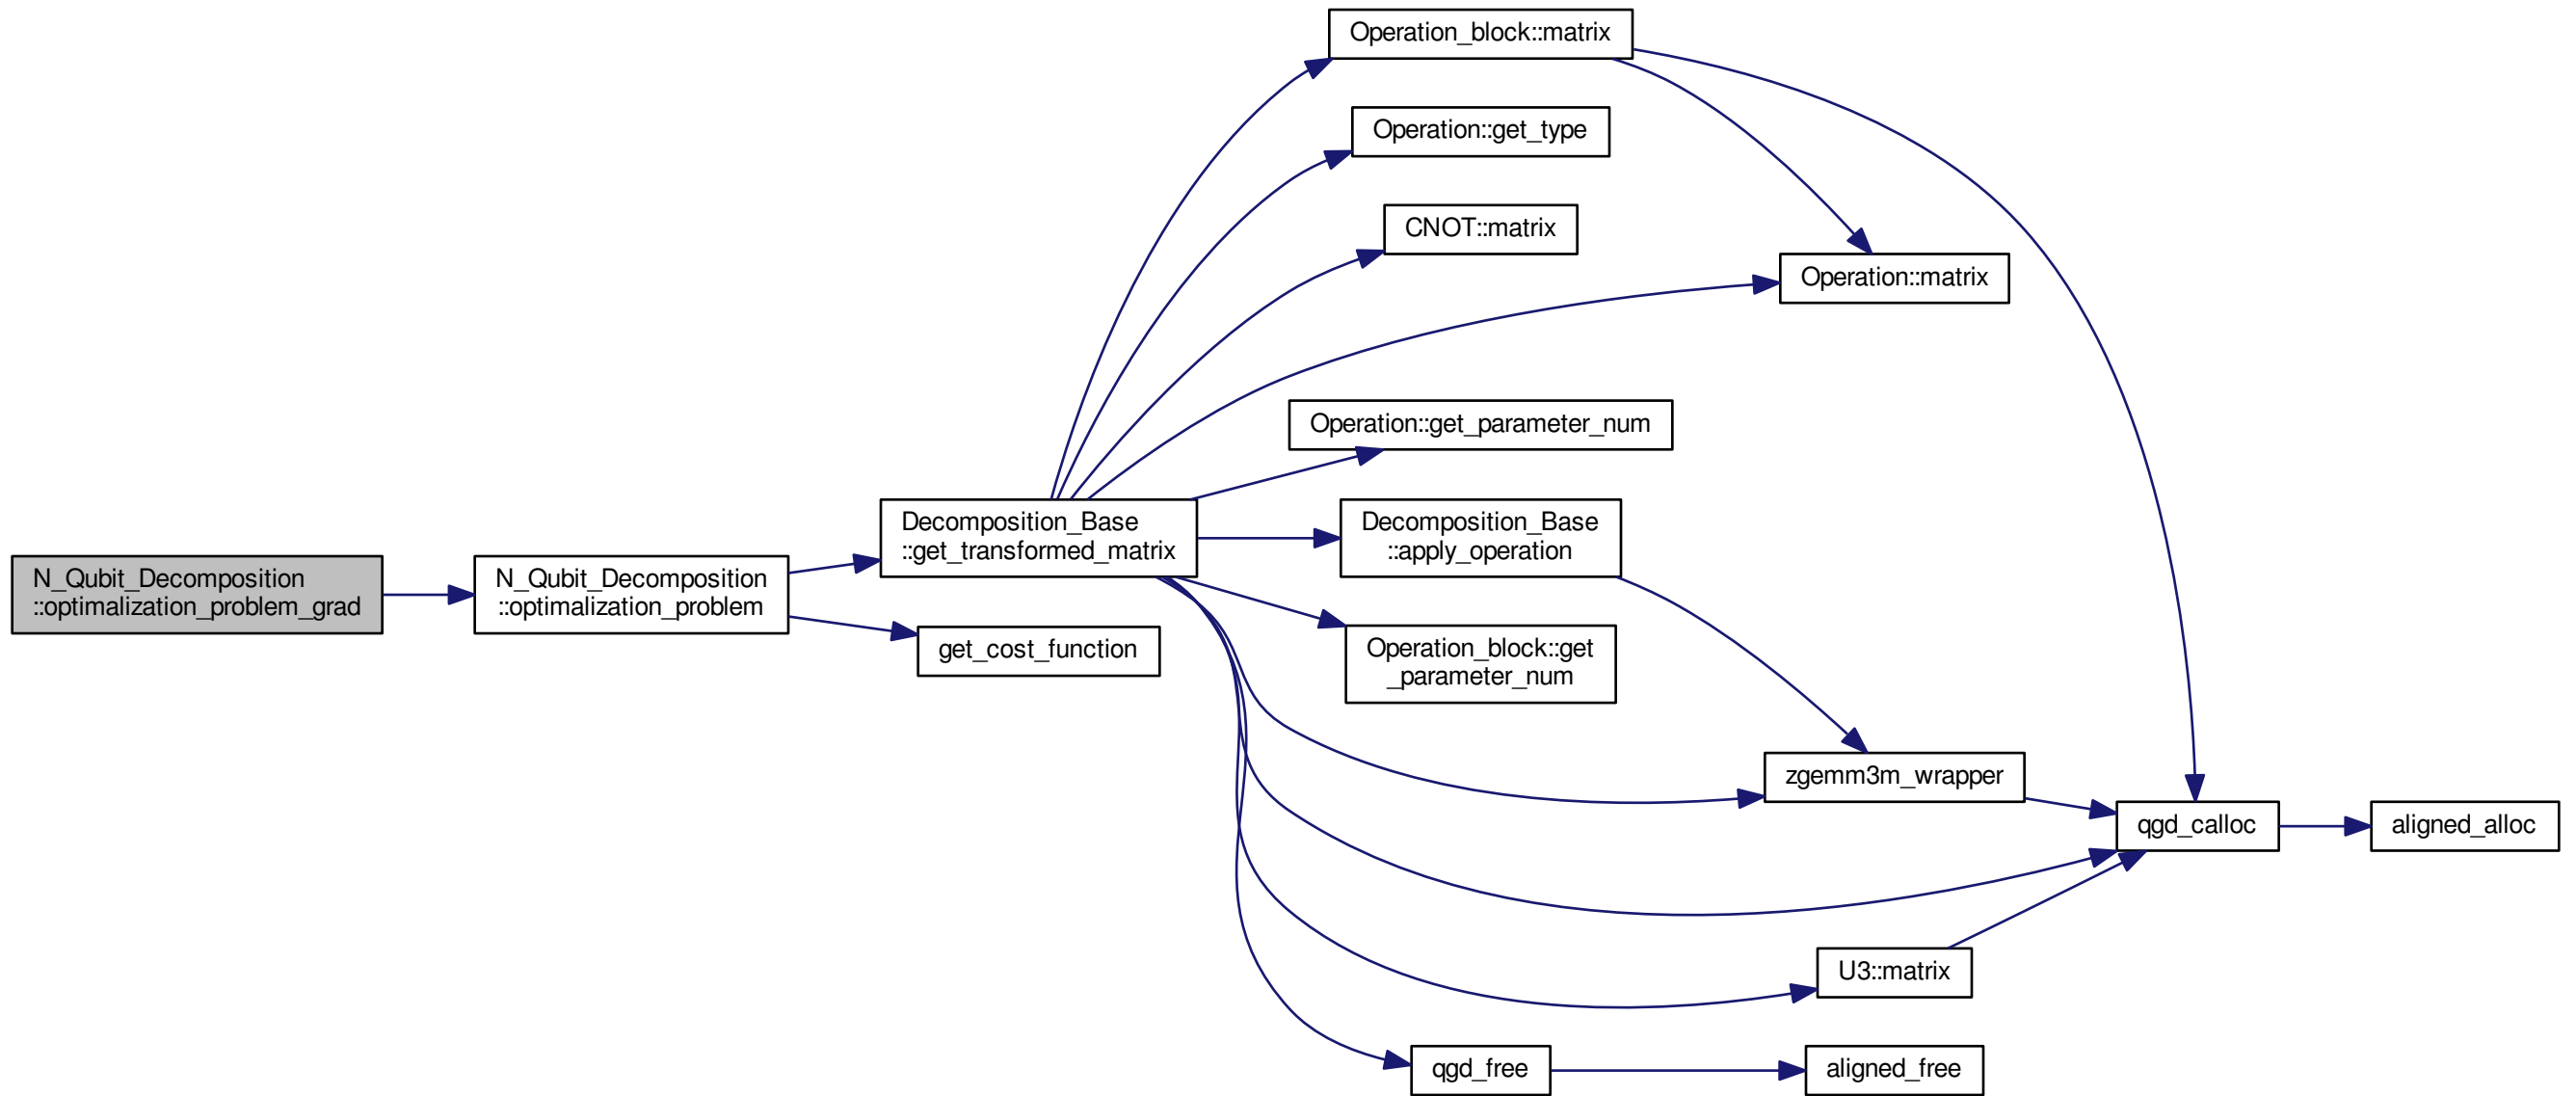 Operation_block::matrix
Operation::get_type
CNOT::matrix
Operation::matrix
Operation::get_parameter_num
Decomposition_Base
::get_transformed_matrix
Decomposition_Base
::apply_operation
N_Qubit_Decomposition
::optimalization_problem_grad
N_Qubit_Decomposition
::optimalization_problem
get_cost_function
Operation_block::get
_parameter_num
zgemm3m_wrapper
qgd_calloc
aligned_alloc
U3::matrix
qgd_free
aligned_free